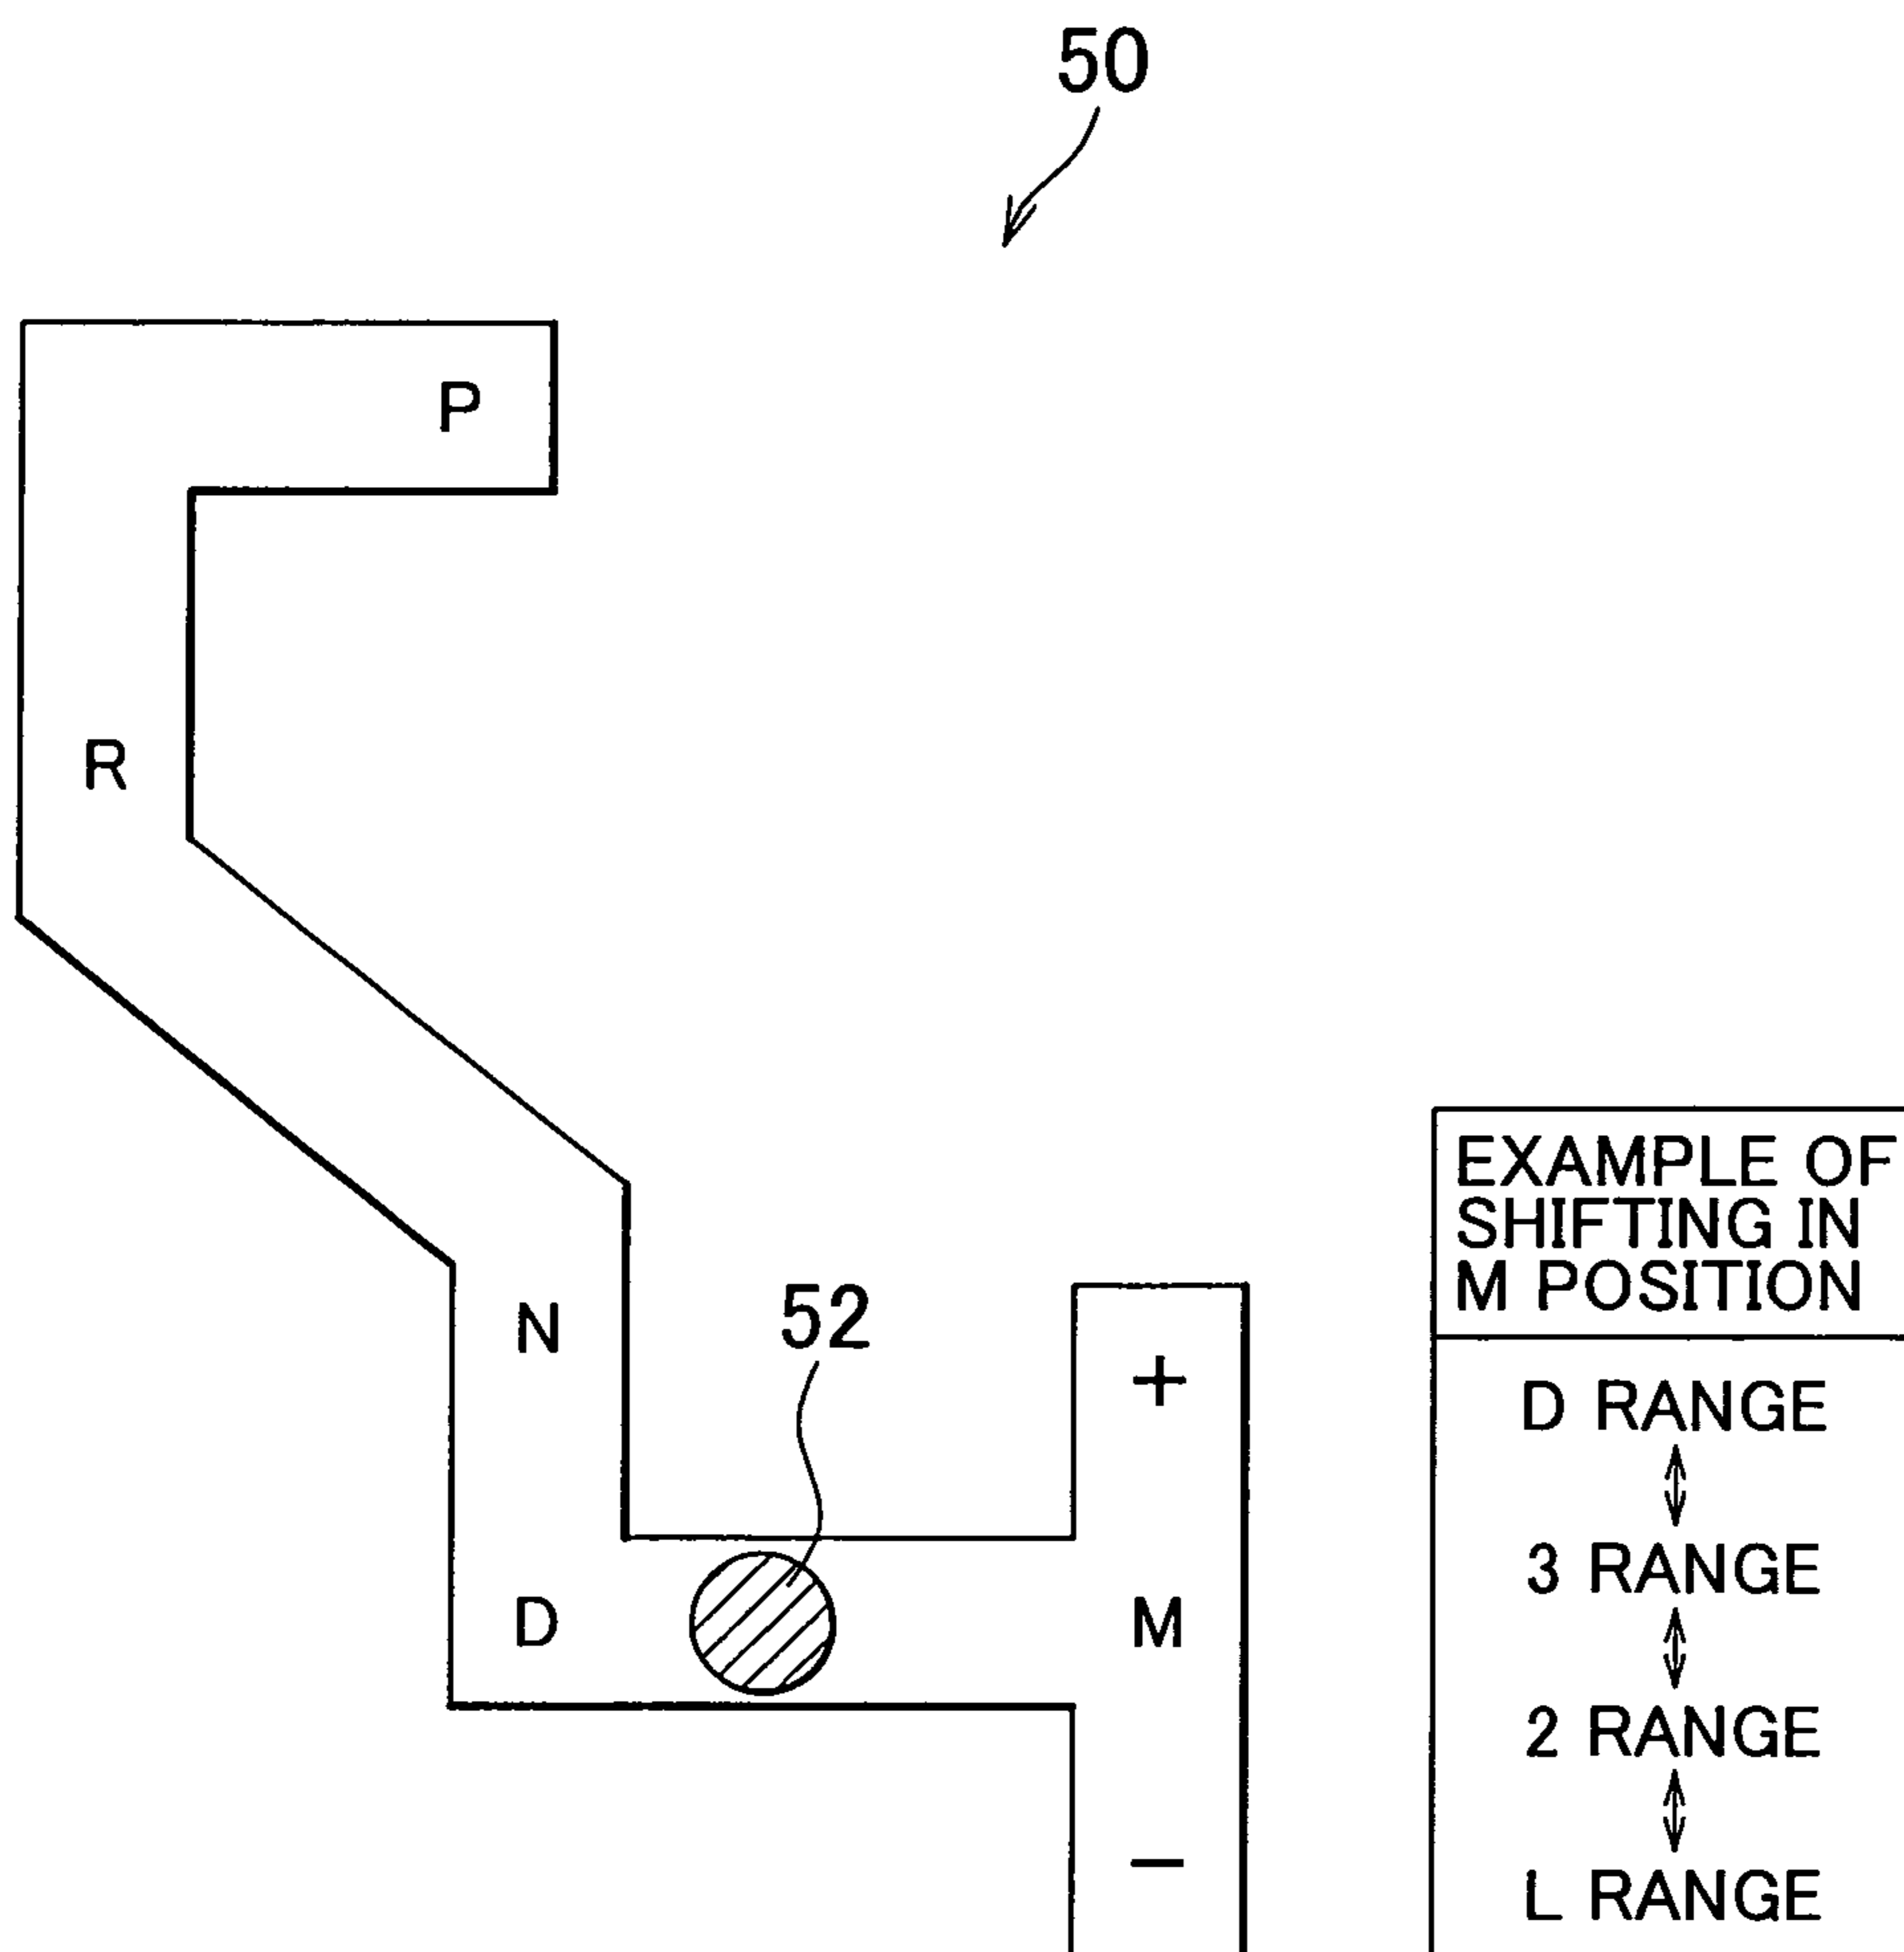 50
P
R
N
52
+
D
M
−
EXAMPLE OF
SHIFTING IN
M POSITION
D RANGE
3 RANGE
2 RANGE
L RANGE